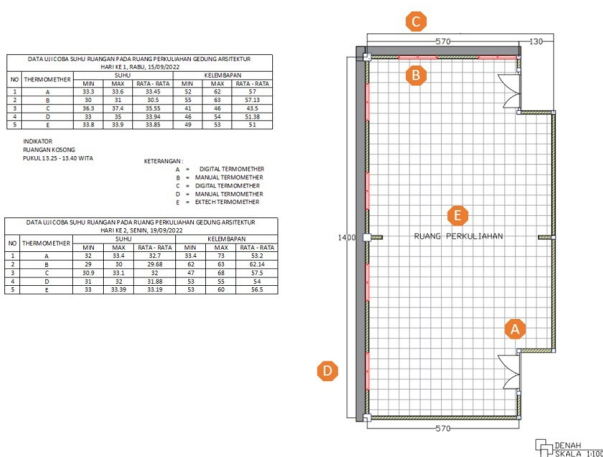 DATA UJI COBA SUHU RUANGAN PADA RUANG PERKULIAHAN GEDUNG ARSITEKTUR
HARI KE 1, RABU, 15/09/2022
NO THERMOMETHER SUHU KELEMBAPAN
MIN MAX RATA - RATA MIN MAX RATA - RATA
1 A 33.3 33.6 33.45 52 62 57
2 B 30 31 30.5 55 63 57.13
3 C 36.3 37.4 35.55 41 46 43.5
4 D 33 35 33.94 46 54 51.38
5 E 33.8 33.9 33.85 49 53 51
INDIKATOR
RUANGAN KOSONG
PUKUL 13.25 - 13.40 WITA
KETERANGAN :
A = DIGITAL TERMOMETHER
B = MANUAL TERMOMETHER
C = DIGITAL TERMOMETHER
D = MANUAL TERMOMETHER
E = EXTECH TERMOMETHER
DATA UJI COBA SUHU RUANGAN PADA RUANG PERKULIAHAN GEDUNG ARSITEKTUR
HARI KE 2, SENIN, 19/09/2022
NO THERMOMETHER SUHU KELEMBAPAN
MIN MAX RATA - RATA MIN MAX RATA - RATA
1 A 32 33.4 32.7 33.4 73 53.2
2 B 29 30 29.68 62 63 62.14
3 C 30.9 33.1 32 47 68 57.5
4 D 31 32 31.88 53 55 54
5 E 33 33.39 33.19 53 60 56.5
C
570 130
B
E
1400 RUANG PERKULIAHAN
A
D
570
DENAH
SKALA 1:100